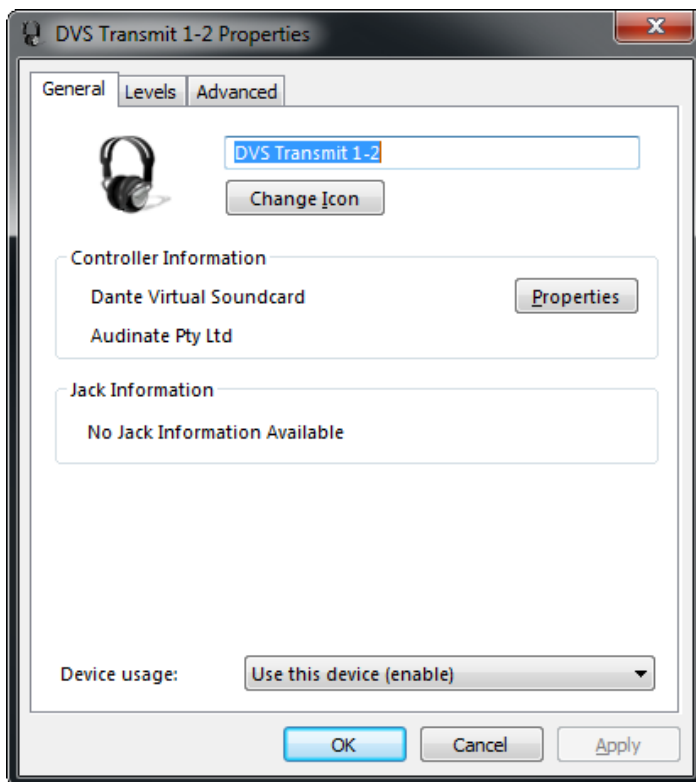 DVS Transmit 1-2 Properties
General Levels Advanced
DVS Transmit 1-2
Change Icon
Controller Information
Dante Virtual Soundcard
Properties
Audinate Pty Ltd
Jack Information
No Jack Information Available
Device usage: Use this device (enable)
OK Cancel Apply